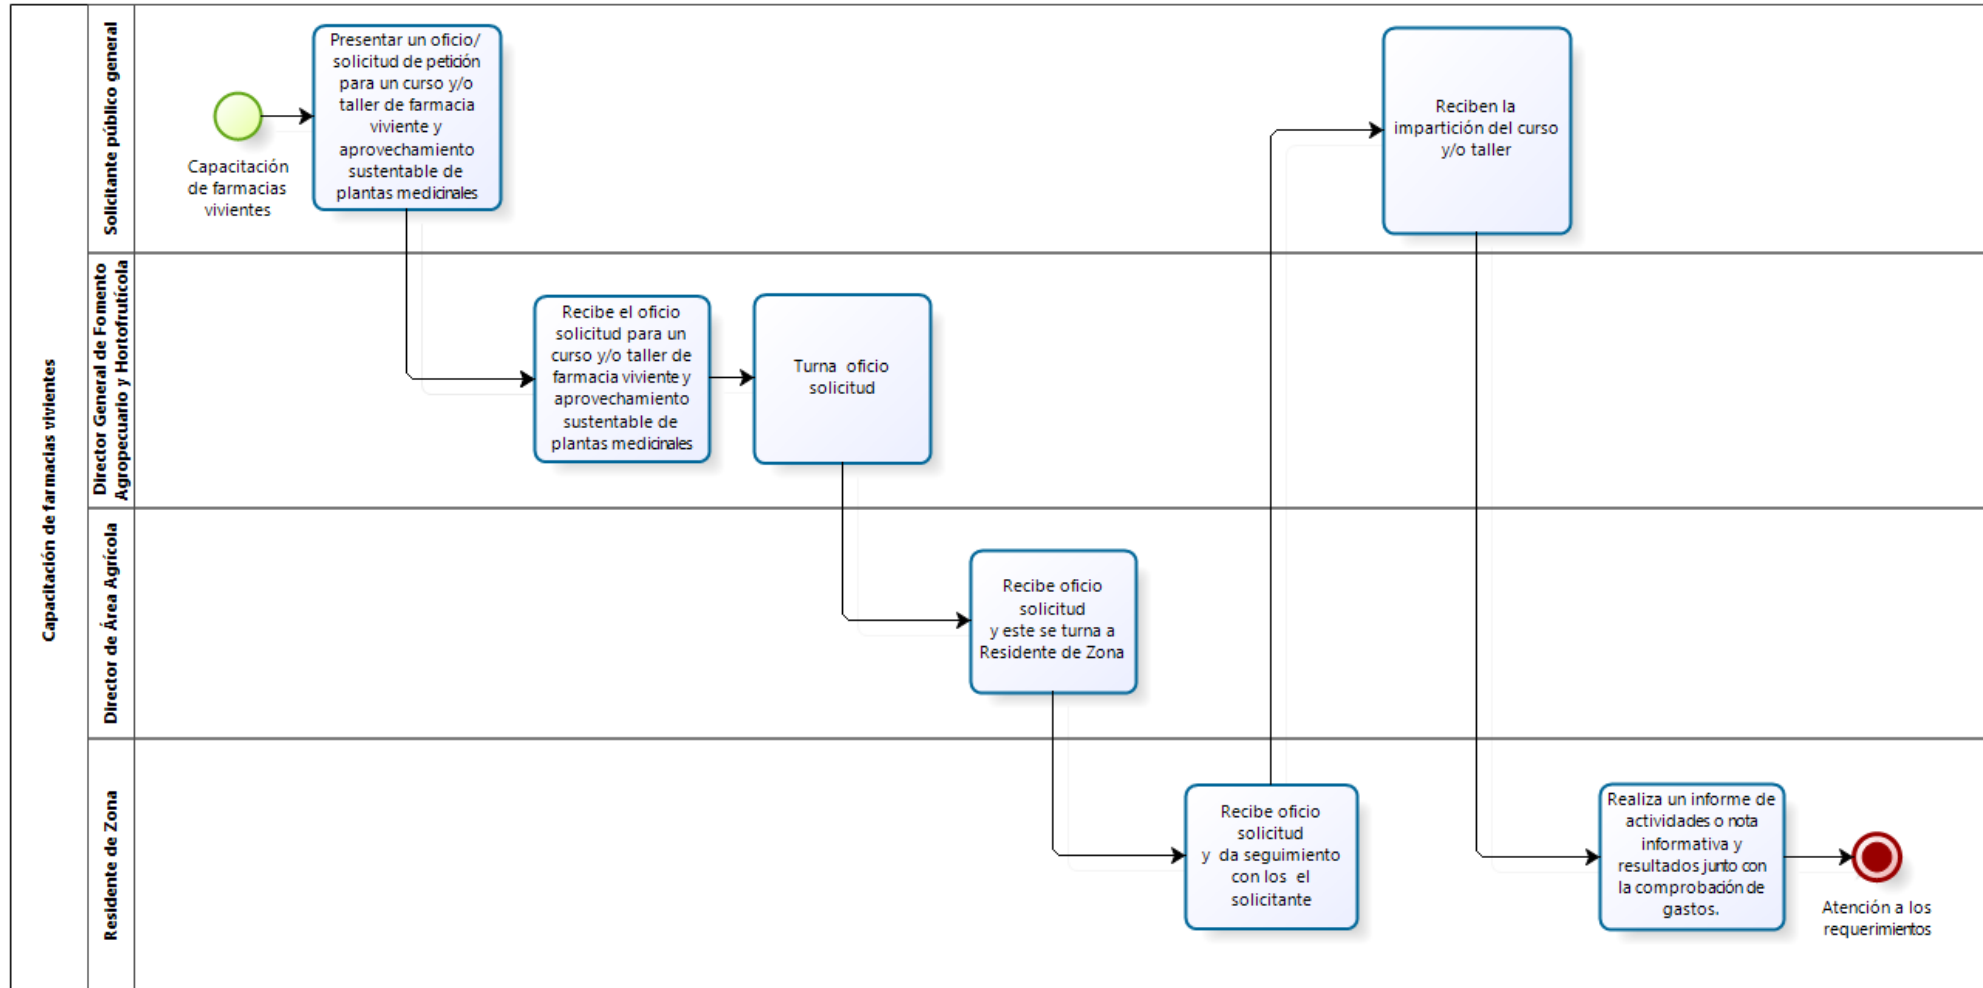 Capacitación de farmacias vivientes
Solicitante público general
Capacitación
de farmacias
vivientes
Presentar un oficio/
solicitud de petición
para un curso y/o
taller de farmacia
viviente y
aprovechamiento
sustentable de
plantas medicinales
Reciben la
impartición del curso
y/o taller
Director General de Fomento
Agropecuario y Hortofrutícola
Recibe el oficio
solicitud para un
curso y/o taller de
farmacia viviente y
aprovechamiento
sustentable de
plantas medicinales
Turna oficio
solicitud
Director de Área Agrícola
Recibe oficio
solicitud
y este se turna a
Residente de Zona
Residente de Zona
Recibe oficio
solicitud
y da seguimiento
con los el
solicitante
Realiza un informe de
actividades o nota
informativa y
resultados junto con
la comprobación de
gastos.
Atención a los
requerimientos